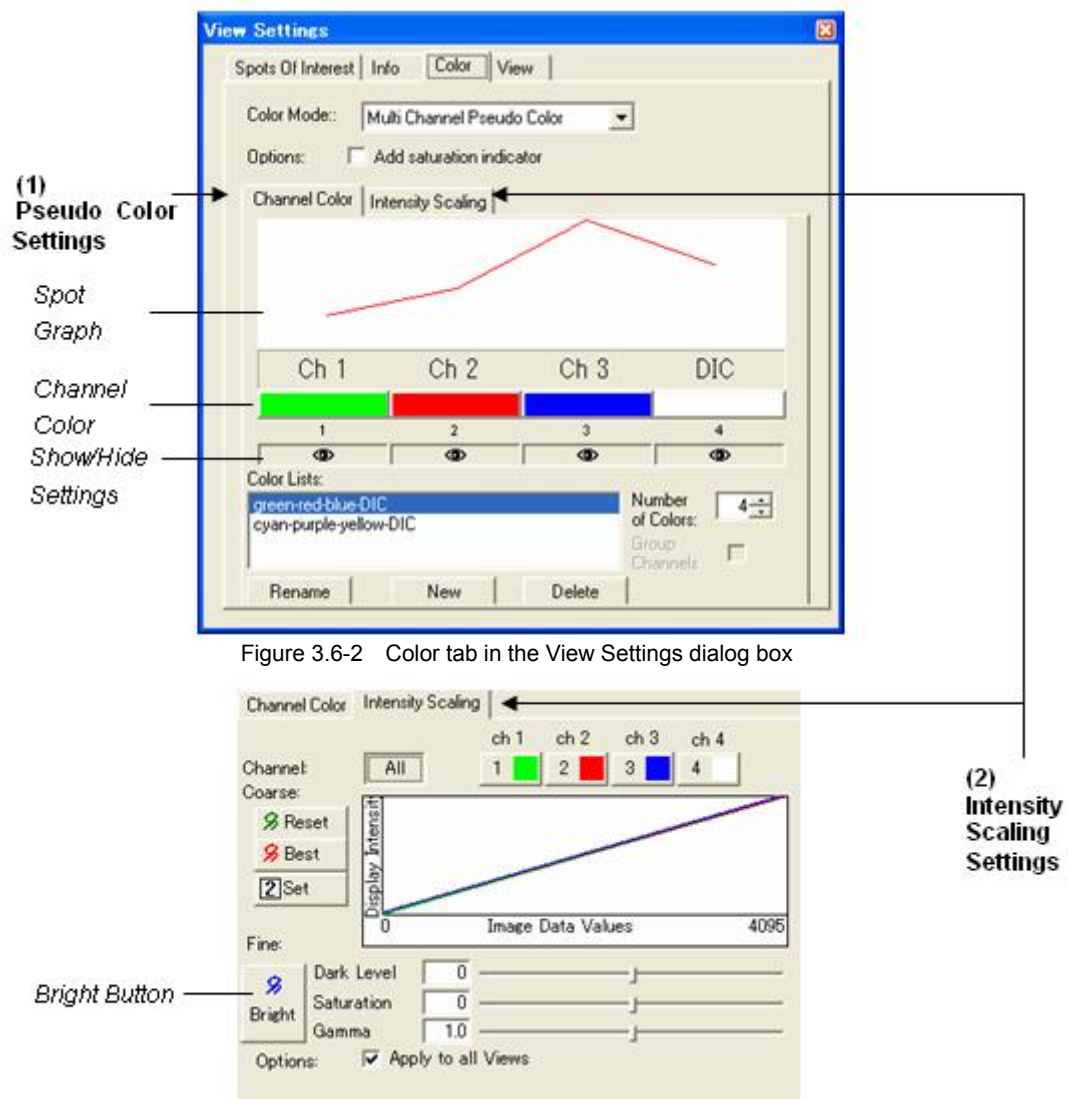 View Settings
Spots Of Interest Info Color View
Color Mode:: Multi Channel Pseudo Color
Options: Add saturation indicator
(1)
Pseudo Color
Settings
Channel Color Intensity Scaling
Spot
Graph
Ch 1 Ch 2 Ch 3 DIC
Channel
Color
1 2 3 4
Show/Hide
Settings
Color Lists:
green-red-blue-DIC
cyan-purple-yellow-DIC
Number
of Colors: 4
Group
Channels
Rename New Delete
Figure 3.6-2 Color tab in the View Settings dialog box
Channel Color Intensity Scaling
ch 1 ch 2 ch 3 ch 4
Channel: All 1 2 3 4
Coarse:
Reset
Best
2 Set
Display Intensit
0 Image Data Values 4095
(2)
Intensity
Scaling
Settings
Fine:
Bright Button
Bright
Dark Level 0
Saturation 0
Gamma 1.0
Options: Apply to all Views